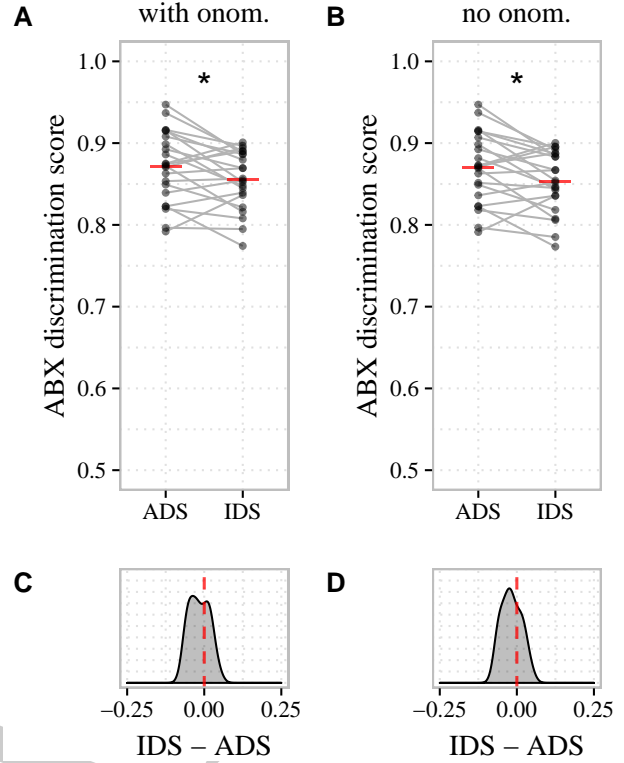 A with onom. B no onom.
* *
ABX discrimination score ABX discrimination score
1.0 1.0
0.9 0.9
0.8 0.8
0.7 0.7
0.6 0.6
0.5 0.5
ADS IDS ADS IDS
C D
−0.25 0.00 0.25 −0.25 0.00 0.25
IDS − ADS IDS − ADS